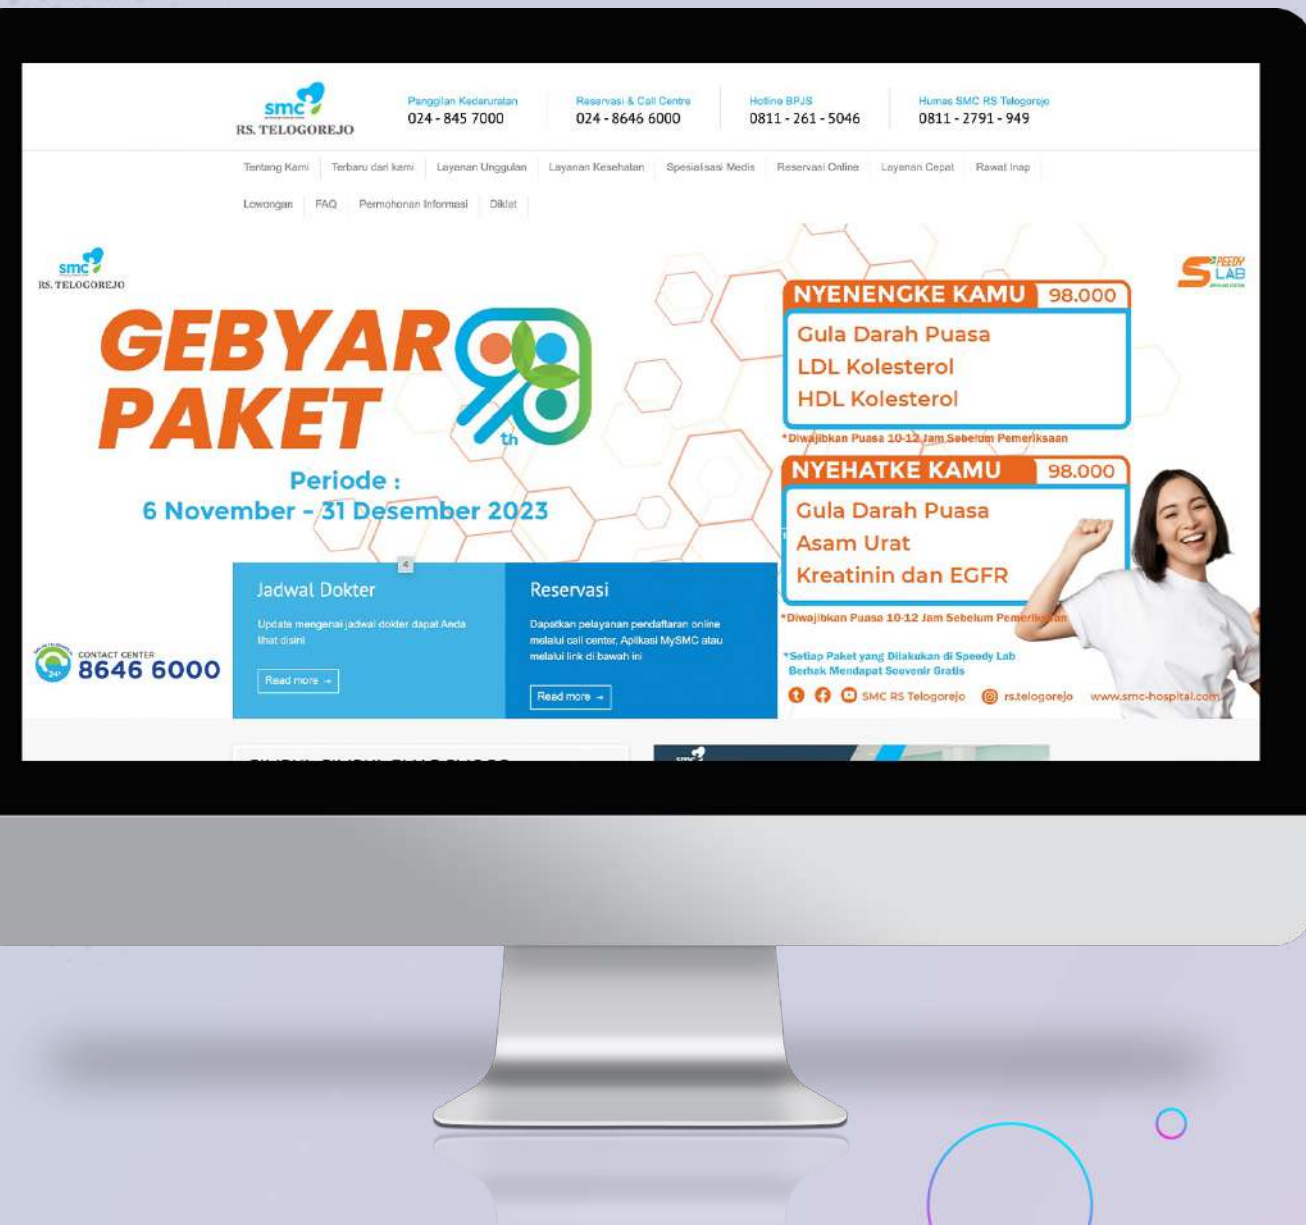 smc
RS. TELOGOREJO
Panggilan Kedaruratan
024 - 845 7000
Reservasi & Call Centre
024 - 8646 6000
Hotline BPJS
0811 - 261 - 5046
Humas SMC RS Telogorejo
0811 - 2791 - 949
Tentang Kami Terbaru dari kami Layanan Unggulan Layanan Kesehatan Spesialisasi Medis Reservasi Online Layanan Cepat Rawat Inap
Lowongan FAQ Permohonan Informasi Diklat
smc
RS. TELOGOREJO
SPEEDY
LAB
GEBYAR
PAKET
98th
Periode :
6 November - 31 Desember 2023
NYENENGKE KAMU 98.000
Gula Darah Puasa
LDL Kolesterol
HDL Kolesterol
*Diwajibkan Puasa 10-12 Jam Sebelum Pemeriksaan
NYEHATKE KAMU 98.000
Gula Darah Puasa
Asam Urat
Kreatinin dan EGFR
*Diwajibkan Puasa 10-12 Jam Sebelum Pemeriksaan
*Setiap Paket yang Dilakukan di Speedy Lab
Berhak Mendapat Souvenir Gratis
SMC RS Telogorejo rs.telogorejo www.smc-hospital.com
4
Jadwal Dokter
Update mengenai jadwal dokter dapat Anda
lihat disini
Read more →
Reservasi
Dapatkan pelayanan pendaftaran online
melalui call center, Aplikasi MySMC atau
melalui link di bawah ini
Read more →
CONTACT CENTER
8646 6000
smc